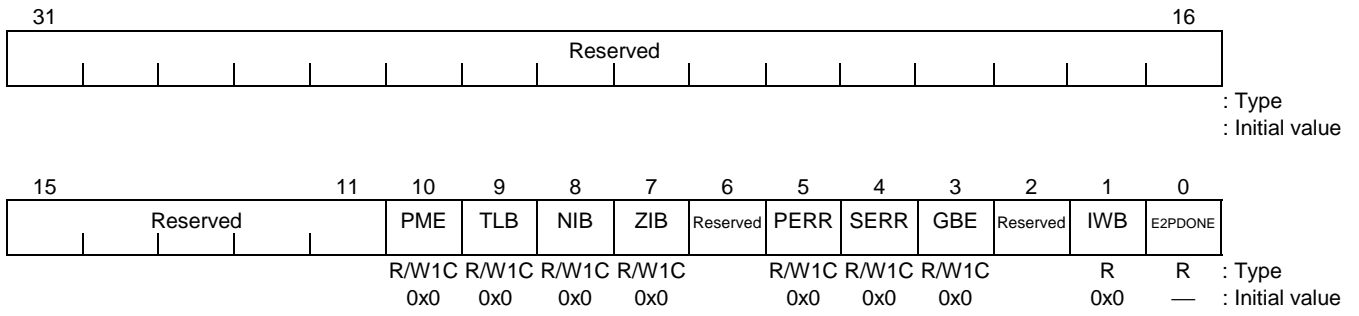 31 16
Reserved
: Type
: Initial value
15 11 10 9 8 7 6 5 4 3 2 1 0
Reserved PME TLB NIB ZIB Reserved PERR SERR GBE Reserved IWB E2PDONE
R/W1C R/W1C R/W1C R/W1C R/W1C R/W1C R/W1C R R : Type
0x0 0x0 0x0 0x0 0x0 0x0 0x0 0x0 — : Initial value